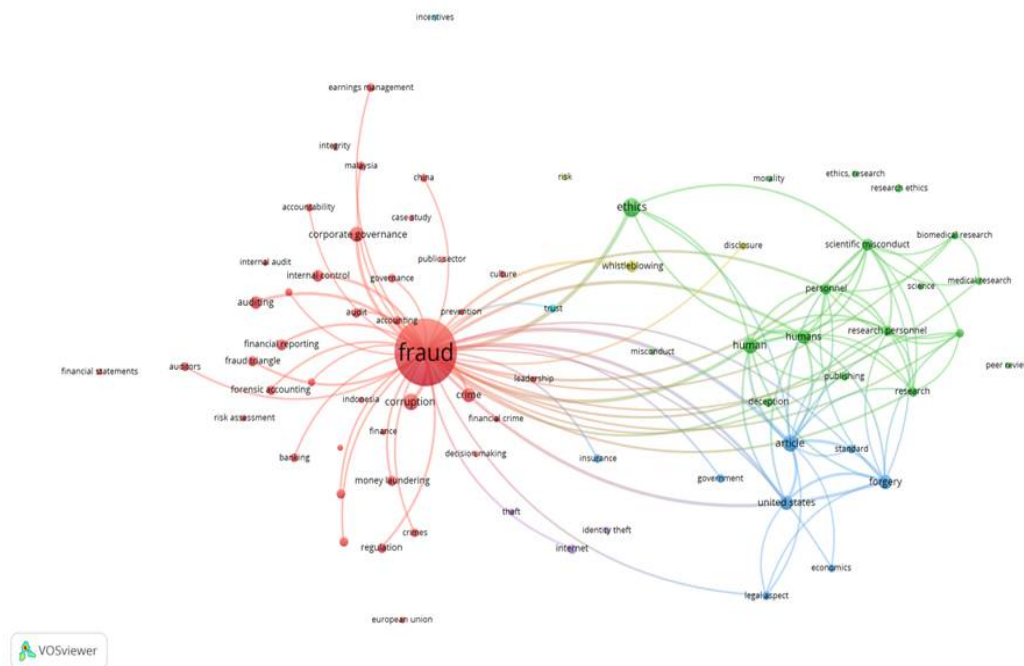 incentives
earnings management
integrity
malaysia
china
risk
morality
ethics, research
research ethics
accountability
case study
ethics
corporate governance
biomedical research
scientific misconduct
disclosure
public sector
internal audit
whistleblowing
internal control
governance
culture
medical research
science
personnel
auditing
audit
prevention
trust
accounting
research personnel
humans
human
financial reporting
fraud
misconduct
fraud triangle
auditors
peer review
financial statements
publishing
leadership
forensic accounting
research
crime
indonesia
corruption
deception
risk assessment
financial crime
finance
article
standard
decision making
banking
insurance
government
money laundering
forgery
united states
theft
identity theft
crimes
regulation
internet
economics
legal aspect
european union
VOSviewer